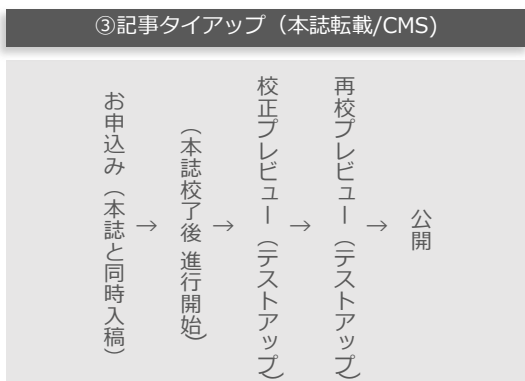 ③記事タイアップ（本誌転載/CMS)
お申込み（本誌と同時入稿）
→
（本誌校了後 進行開始）
→
校正プレビュー（テストアップ）
→
再校プレビュー（テストアップ）
→
公開